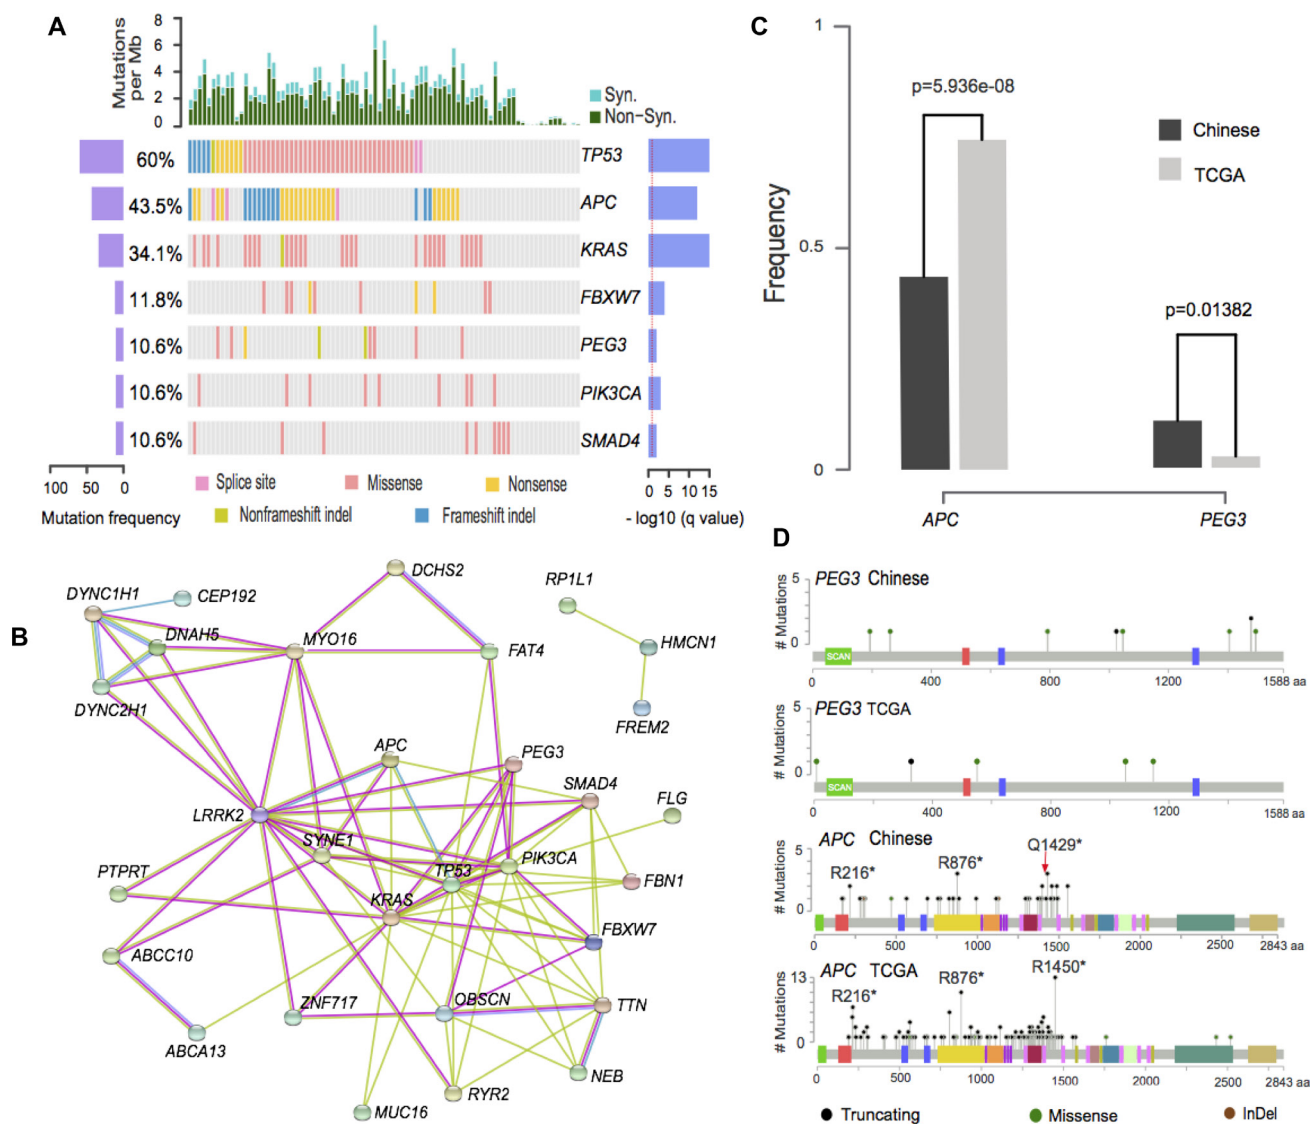 A
Mutations
per Mb
8
6
4
2
0
Syn.
Non-Syn.
60% TP53
43.5% APC
34.1% KRAS
11.8% FBXW7
10.6% PEG3
10.6% PIK3CA
10.6% SMAD4
100 50 0
Mutation frequency
Splice site Missense Nonsense
Nonframeshift indel Frameshift indel
0 5 10 15
- log10 (q value)
C
Frequency
1
0.5
0
p=5.936e-08
p=0.01382
Chinese
TCGA
APC PEG3
B
DCHS2
RP1L1
DYNC1H1
CEP192
DNAH5
MYO16
FAT4
HMCN1
DYNC2H1
FREM2
APC
PEG3
SMAD4
FLG
LRRK2
SYNE1
PTPRT
TP53
PIK3CA
FBN1
KRAS
FBXW7
ABCC10
ZNF717
OBSCN
TTN
ABCA13
NEB
RYR2
MUC16
D
PEG3 Chinese
# Mutations
5
0
SCAN
0 400 800 1200 1588 aa
PEG3 TCGA
# Mutations
5
0
SCAN
0 400 800 1200 1588 aa
APC Chinese
# Mutations
5
0
R216*
R876*
Q1429*
0 500 1000 1500 2000 2500 2843 aa
APC TCGA
# Mutations
13
0
R216*
R876*
R1450*
0 500 1000 1500 2000 2500 2843 aa
Truncating Missense InDel